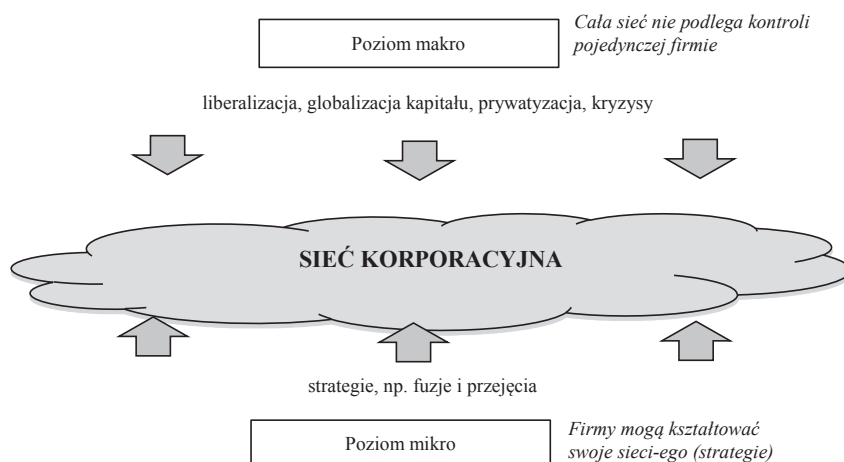 Poziom makro
Cała sieć nie podlega kontroli
pojedynczej firmie
liberalizacja, globalizacja kapitału, prywatyzacja, kryzysy
SIEĆ KORPORACYJNA
strategie, np. fuzje i przejęcia
Poziom mikro
Firmy mogą kształtować
swoje sieci-ego (strategie)